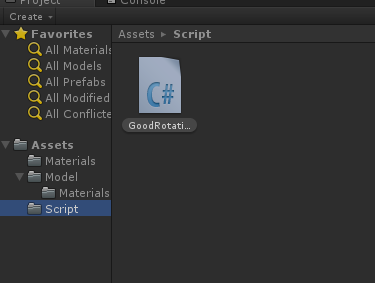 Project
Console
Create
Favorites
All Materials
All Models
All Prefabs
All Modified
All Conflicte
Assets
Materials
Model
Materials
Script
Assets ▸ Script
C#
GoodRotati...